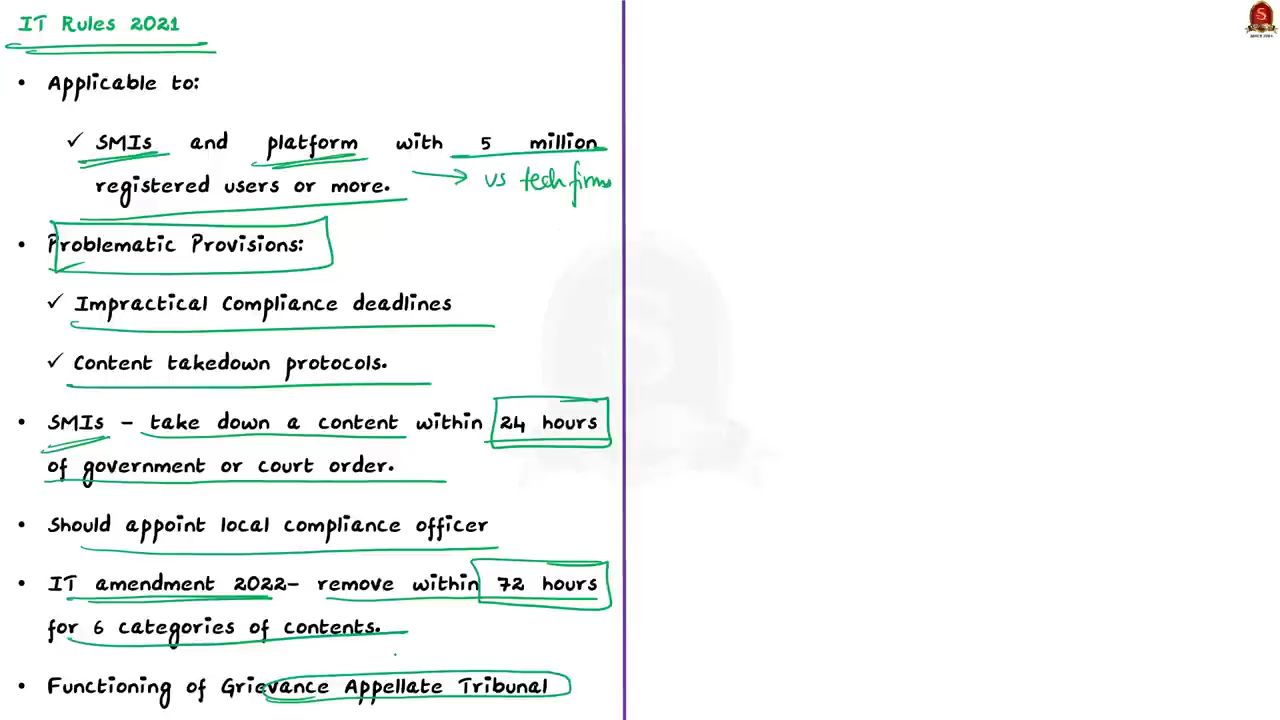 IT Rules 2021
• Applicable to:
✓ SMIs and platform with 5 million
registered users or more.
→ vs tech firms
• Problematic Provisions:
✓ Impractical Compliance deadlines
✓ Content takedown protocols.
• SMIs - take down a content within 24 hours
of government or court order.
• Should appoint local compliance officer
• IT amendment 2022- remove within 72 hours
for 6 categories of contents.
• Functioning of Grievance Appellate Tribunal
S